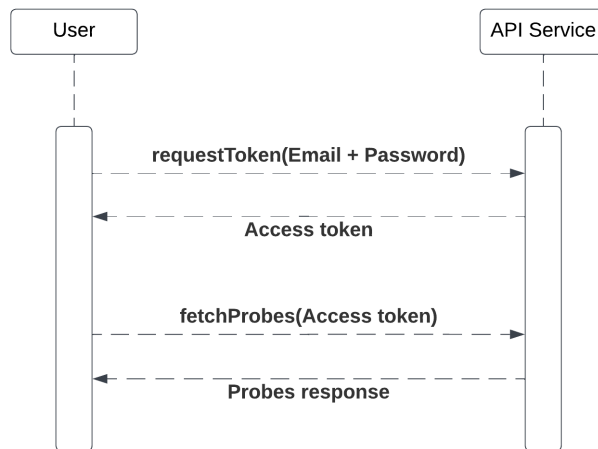 User
API Service
requestToken(Email + Password)
Access token
fetchProbes(Access token)
Probes response